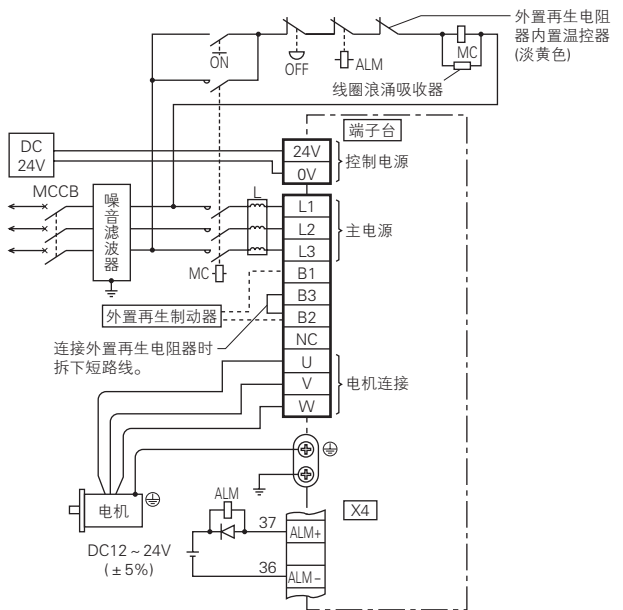 外置再生电阻
器内置温控器
(淡黄色)
MC
ON
OFF
ALM
线圈浪涌吸收器
端子台
DC
24V
24V
0V
控制电源
MCCB
噪音滤波器
L
L1
L2
L3
主电源
MC
B1
B3
B2
NC
外置再生制动器
连接外置再生电阻器时
拆下短路线。
U
V
W
电机连接
电机
ALM
X4
37
ALM+
DC12~24V
(±5%)
36
ALM-